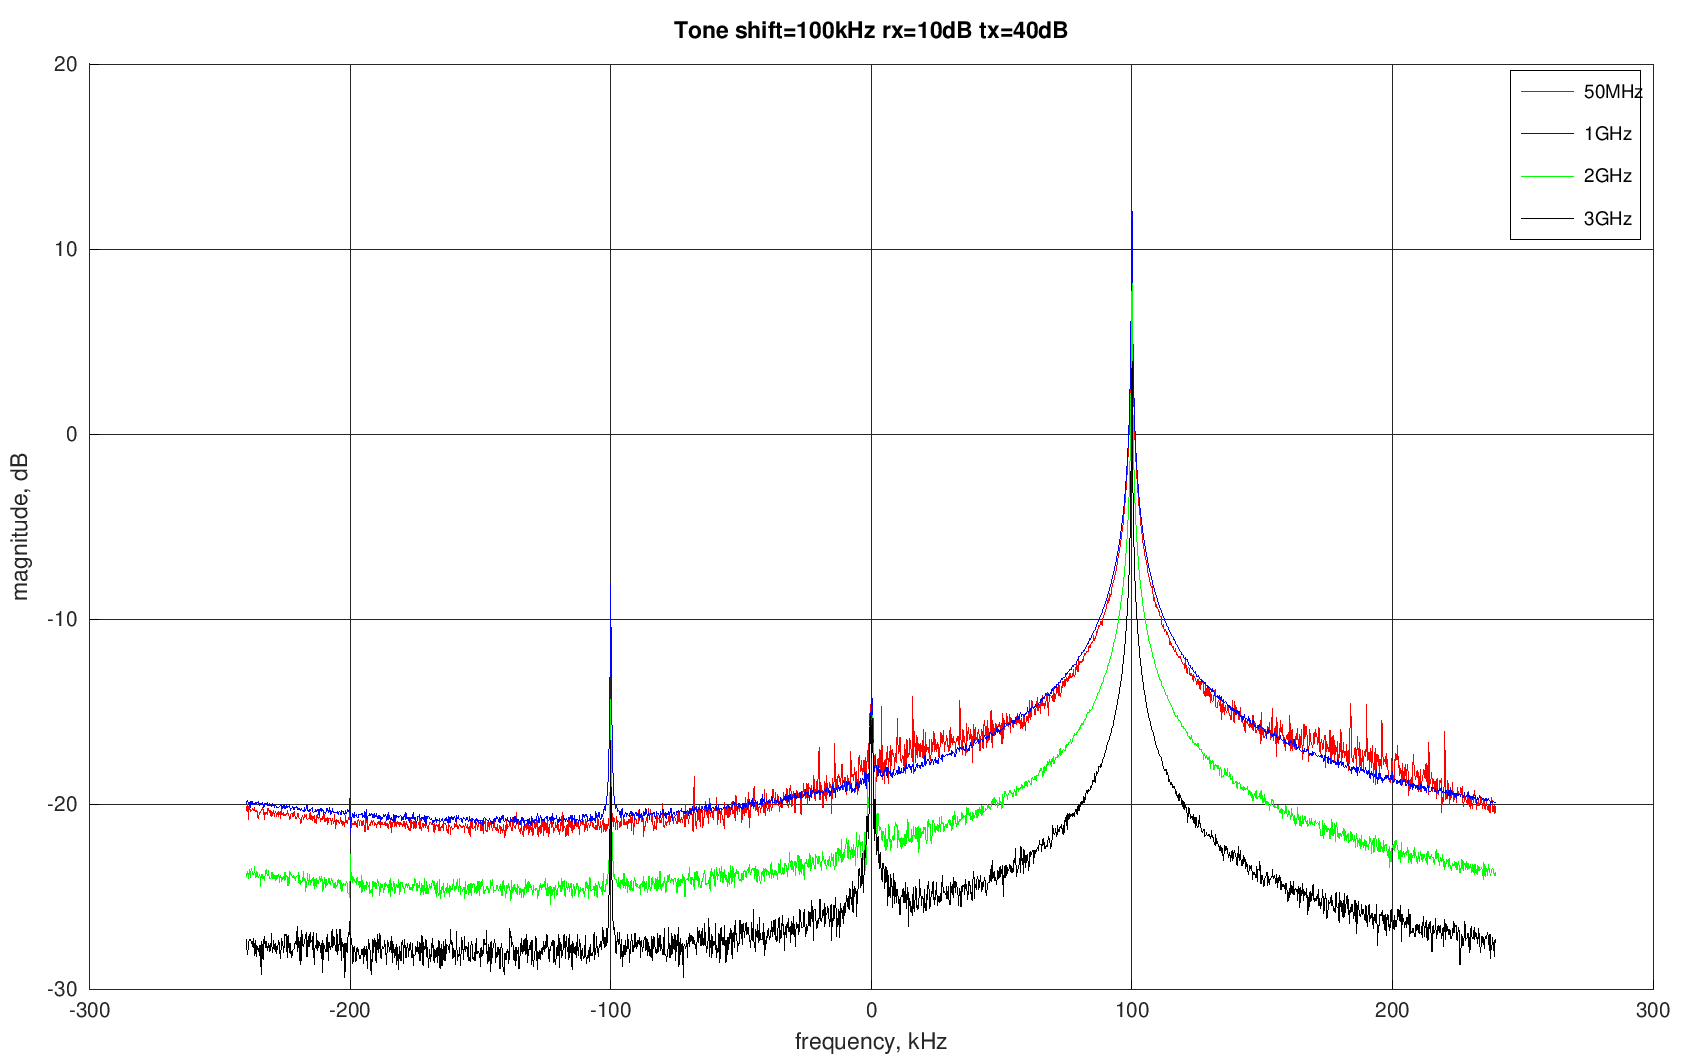 Tone shift=100kHz rx=10dB tx=40dB
20
10
0
-10
-20
-30
magnitude, dB
50MHz
1GHz
2GHz
3GHz
-300
-200
-100
0
100
200
300
frequency, kHz